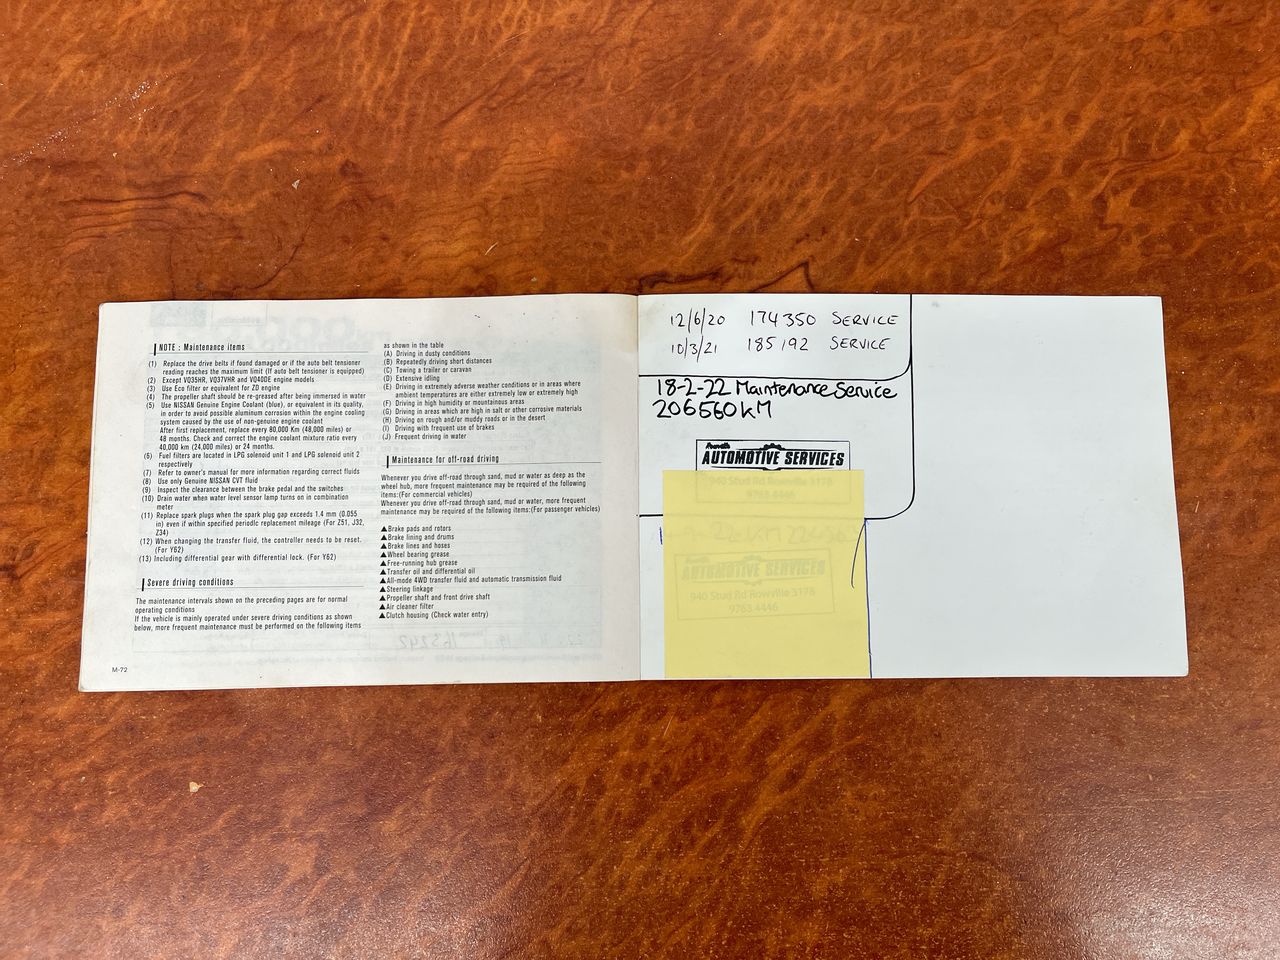 NOTE : Maintenance items
(1) Replace the drive belts if found damaged or if the auto belt tensioner
reading reaches the maximum limit (If auto belt tensioner is equipped)
(2) Except VQ35HR, VQ37VHR and VQ40DE engine models
(3) Use Eco filter or equivalent for ZD engine
(4) The propeller shaft should be re-greased after being immersed in water
(5) Use NISSAN Genuine Engine Coolant (blue), or equivalent in its quality,
in order to avoid possible aluminum corrosion within the engine cooling
system caused by the use of non-genuine engine coolant
After first replacement, replace every 80,000 Km (48,000 miles) or
48 months. Check and correct the engine coolant mixture ratio every
40,000 km (24,000 miles) or 24 months.
(6) Fuel filters are located in LPG solenoid unit 1 and LPG solenoid unit 2
respectively
(7) Refer to owner's manual for more information regarding correct fluids
(8) Use only Genuine NISSAN CVT fluid
(9) Inspect the clearance between the brake pedal and the switches
(10) Drain water when water level sensor lamp turns on in combination
meter
(11) Replace spark plugs when the spark plug gap exceeds 1.4 mm (0.055
in) even if within specified periodic replacement mileage (For Z51, J32,
Z34)
(12) When changing the transfer fluid, the controller needs to be reset.
(For Y62)
(13) Including differential gear with differential lock. (For Y62)
Severe driving conditions
The maintenance intervals shown on the preceding pages are for normal
operating conditions
If the vehicle is mainly operated under severe driving conditions as shown
below, more frequent maintenance must be performed on the following items
M-72
as shown in the table
(A) Driving in dusty conditions
(B) Repeatedly driving short distances
(C) Towing a trailer or caravan
(D) Extensive idling
(E) Driving in extremely adverse weather conditions or in areas where
ambient temperatures are either extremely low or extremely high
(F) Driving in high humidity or mountainous areas
(G) Driving in areas which are high in salt or other corrosive materials
(H) Driving on rough and/or muddy roads or in the desert
(I) Driving with frequent use of brakes
(J) Frequent driving in water
Maintenance for off-road driving
Whenever you drive off-road through sand, mud or water as deep as the
wheel hub, more frequent maintenance may be required of the following
items:(For commercial vehicles)
Whenever you drive off-road through sand, mud or water, more frequent
maintenance may be required of the following items:(For passenger vehicles)
▲Brake pads and rotors
▲Brake lining and drums
▲Brake lines and hoses
▲Wheel bearing grease
▲Free-running hub grease
▲Transfer oil and differential oil
▲All-mode 4WD transfer fluid and automatic transmission fluid
▲Steering linkage
▲Propeller shaft and front drive shaft
▲Air cleaner filter
▲Clutch housing (Check water entry)
12/6/20 174350 SERVICE
10/3/21 185192 SERVICE
18-2-22 Maintenance Service
206560KM
AUTOMOTIVE SERVICES
940 Stud Rd Rowville 3178
9763 4446
AUTOMOTIVE SERVICES
940 Stud Rd Rowville 3178
9763 4446